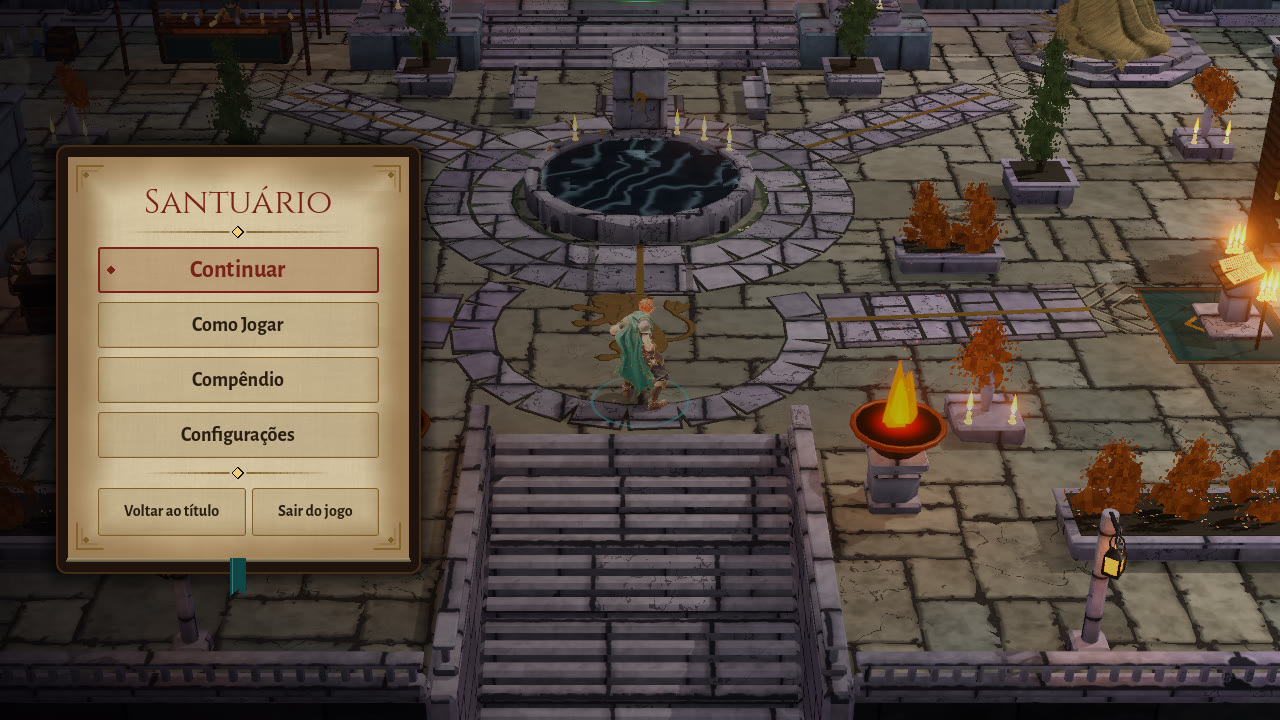 Santuário
Continuar
Como Jogar
Compêndio
Configurações
Voltar ao título
Sair do jogo